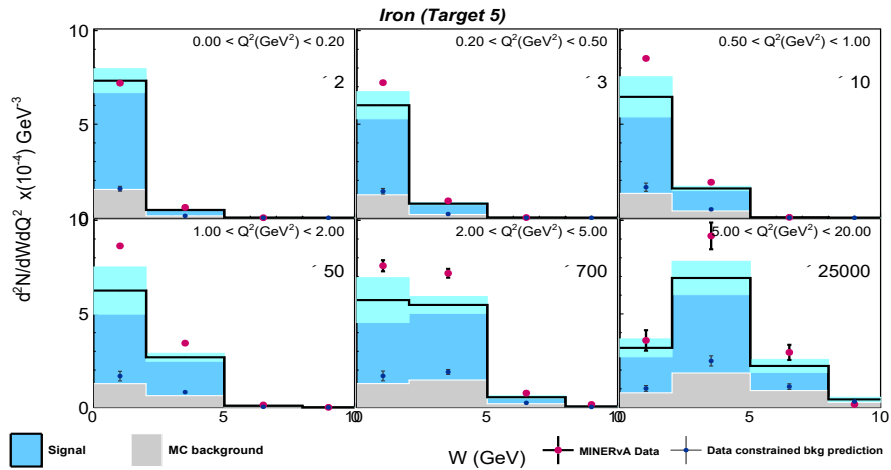 Iron (Target 5)
0.00 < Q²(GeV²) < 0.20
0.20 < Q²(GeV²) < 0.50
0.50 < Q²(GeV²) < 1.00
´ 2
´ 3
´ 10
10
5
10
1.00 < Q²(GeV²) < 2.00
2.00 < Q²(GeV²) < 5.00
5.00 < Q²(GeV²) < 20.00
´ 50
´ 700
´ 25000
5
0
0 5 10 5 10 5 10
d²N/dWdQ² x(10⁻⁴) GeV⁻³
W (GeV)
Signal
MC background
MINERvA Data
Data constrained bkg prediction